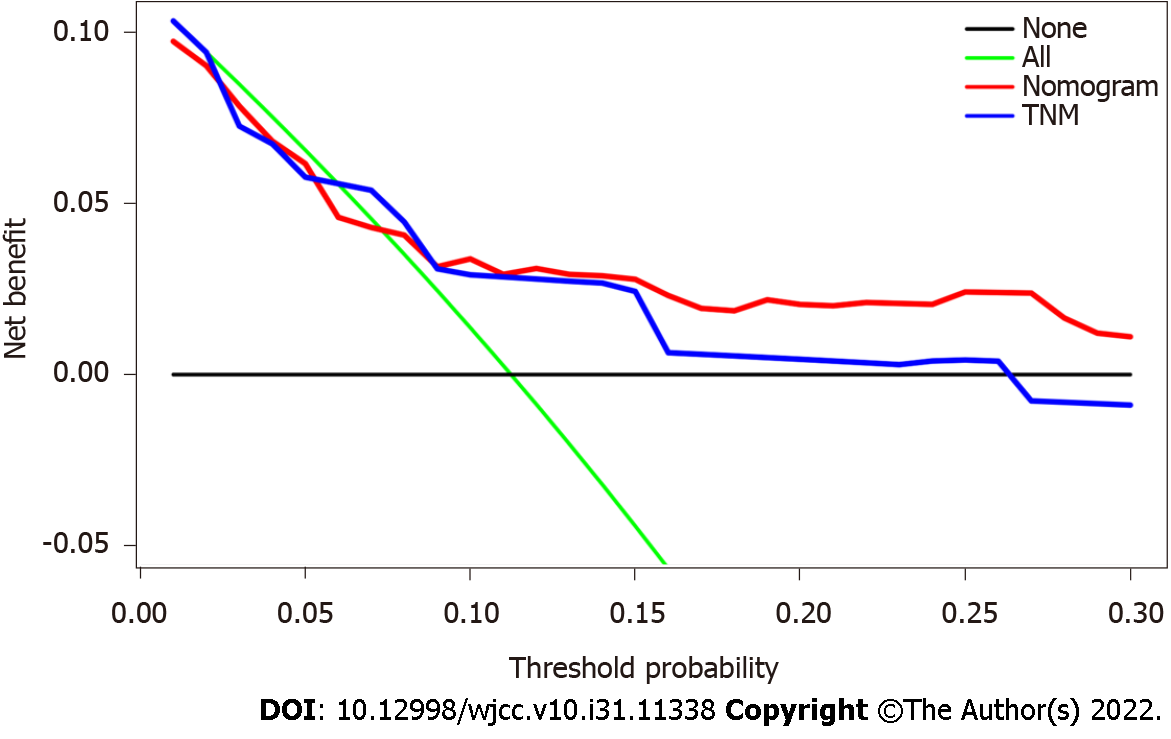 None
All
Nomogram
TNM
0.10
0.05
0.00
-0.05
Net benefit
0.00 0.05 0.10 0.15 0.20 0.25 0.30
Threshold probability
DOI: 10.12998/wjcc.v10.i31.11338 Copyright ©The Author(s) 2022.